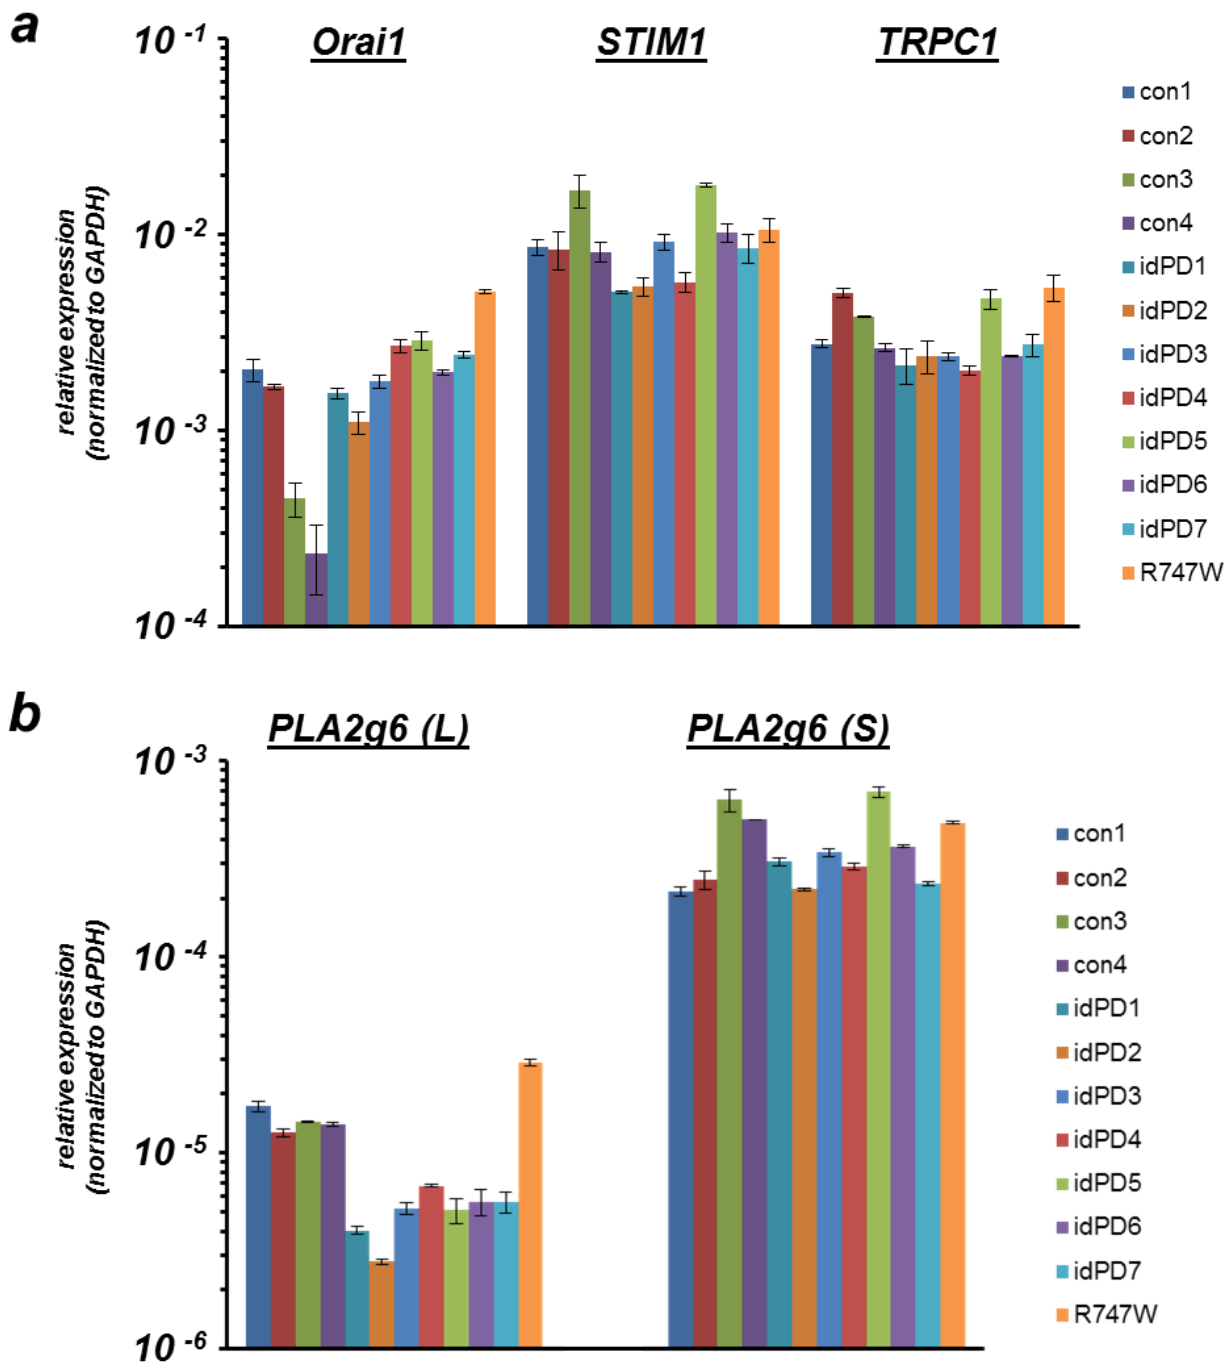 a
Orai1 STIM1 TRPC1
10 -1
10 -2
10 -3
10 -4
relative expression
(normalized to GAPDH)
con1
con2
con3
con4
idPD1
idPD2
idPD3
idPD4
idPD5
idPD6
idPD7
R747W
b
PLA2g6 (L) PLA2g6 (S)
10 -3
10 -4
10 -5
10 -6
relative expression
(normalized to GAPDH)
con1
con2
con3
con4
idPD1
idPD2
idPD3
idPD4
idPD5
idPD6
idPD7
R747W